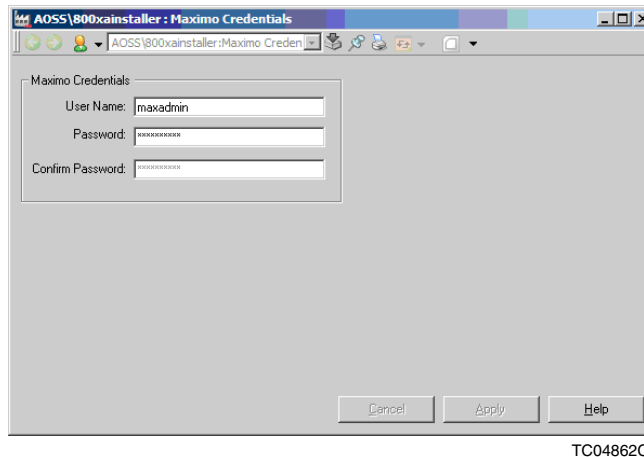 AOSS\800xainstaller : Maximo Credentials
AOSS\800xainstaller:Maximo Creden
Maximo Credentials
User Name: maxadmin
Password: **********
Confirm Password: **********
Cancel Apply Help
TC04862C